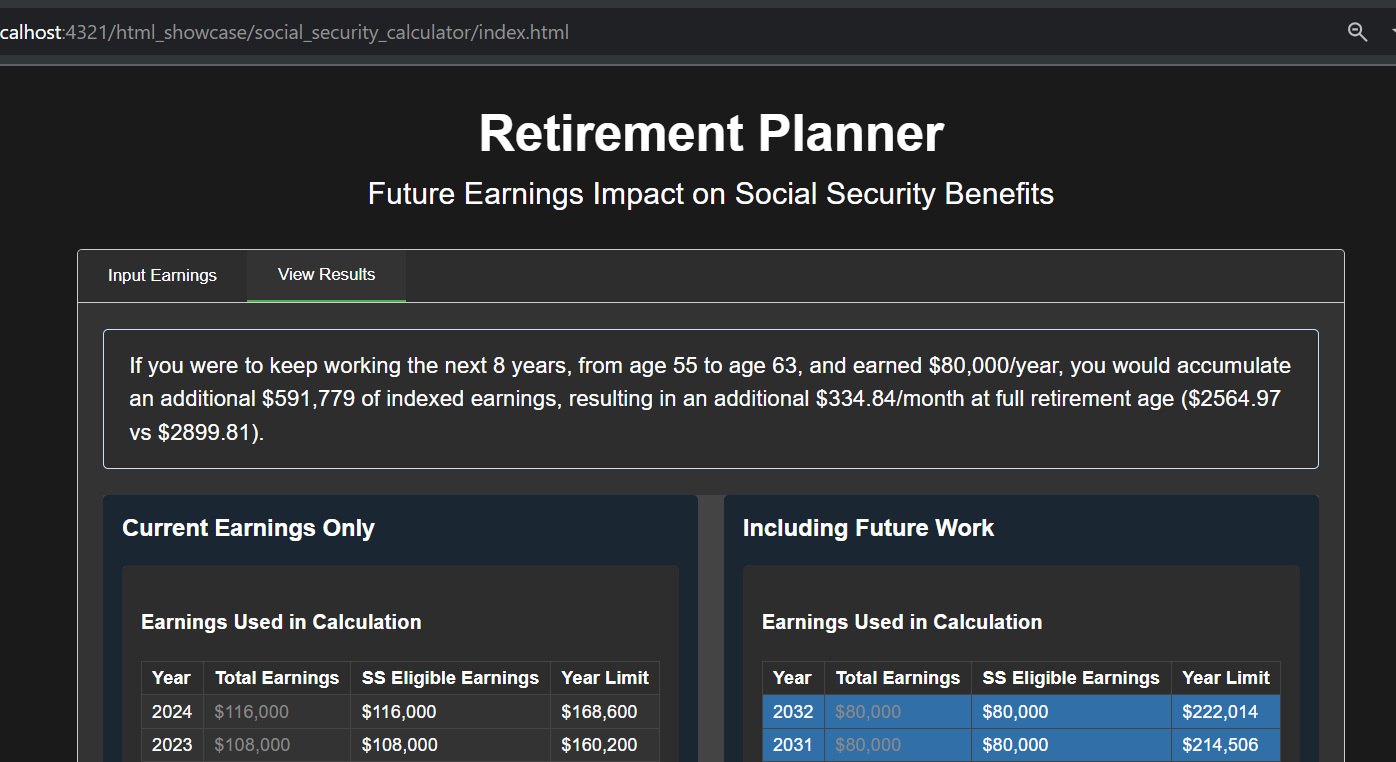 calhost:4321/html_showcase/social_security_calculator/index.html
Retirement Planner
Future Earnings Impact on Social Security Benefits
Input Earnings View Results
If you were to keep working the next 8 years, from age 55 to age 63, and earned $80,000/year, you would accumulate
an additional $591,779 of indexed earnings, resulting in an additional $334.84/month at full retirement age ($2564.97
vs $2899.81).
Current Earnings Only
Earnings Used in Calculation
Year Total Earnings SS Eligible Earnings Year Limit
2024 $116,000 $116,000 $168,600
2023 $108,000 $108,000 $160,200
Including Future Work
Earnings Used in Calculation
Year Total Earnings SS Eligible Earnings Year Limit
2032 $80,000 $80,000 $222,014
2031 $80,000 $80,000 $214,506